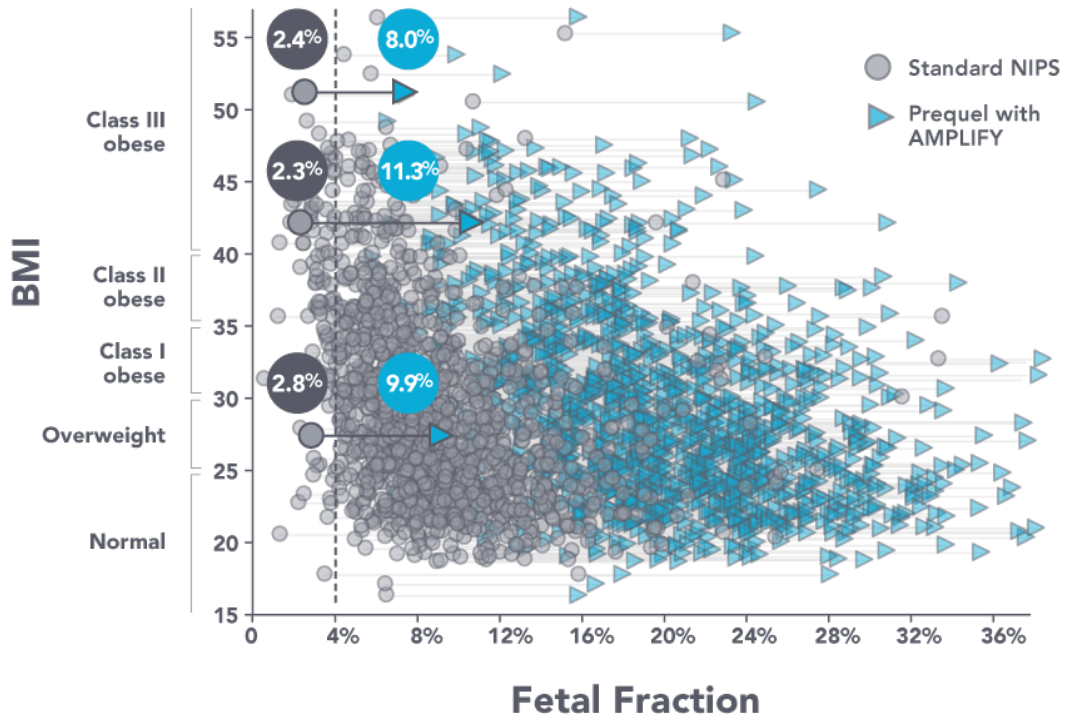 55
50
45
40
35
30
25
20
15
BMI
Class III
obese
Class II
obese
Class I
obese
Overweight
Normal
2.4%
8.0%
2.3%
11.3%
2.8%
9.9%
Standard NIPS
Prequel with
AMPLIFY
0
4%
8%
12%
16%
20%
24%
28%
32%
36%
Fetal Fraction